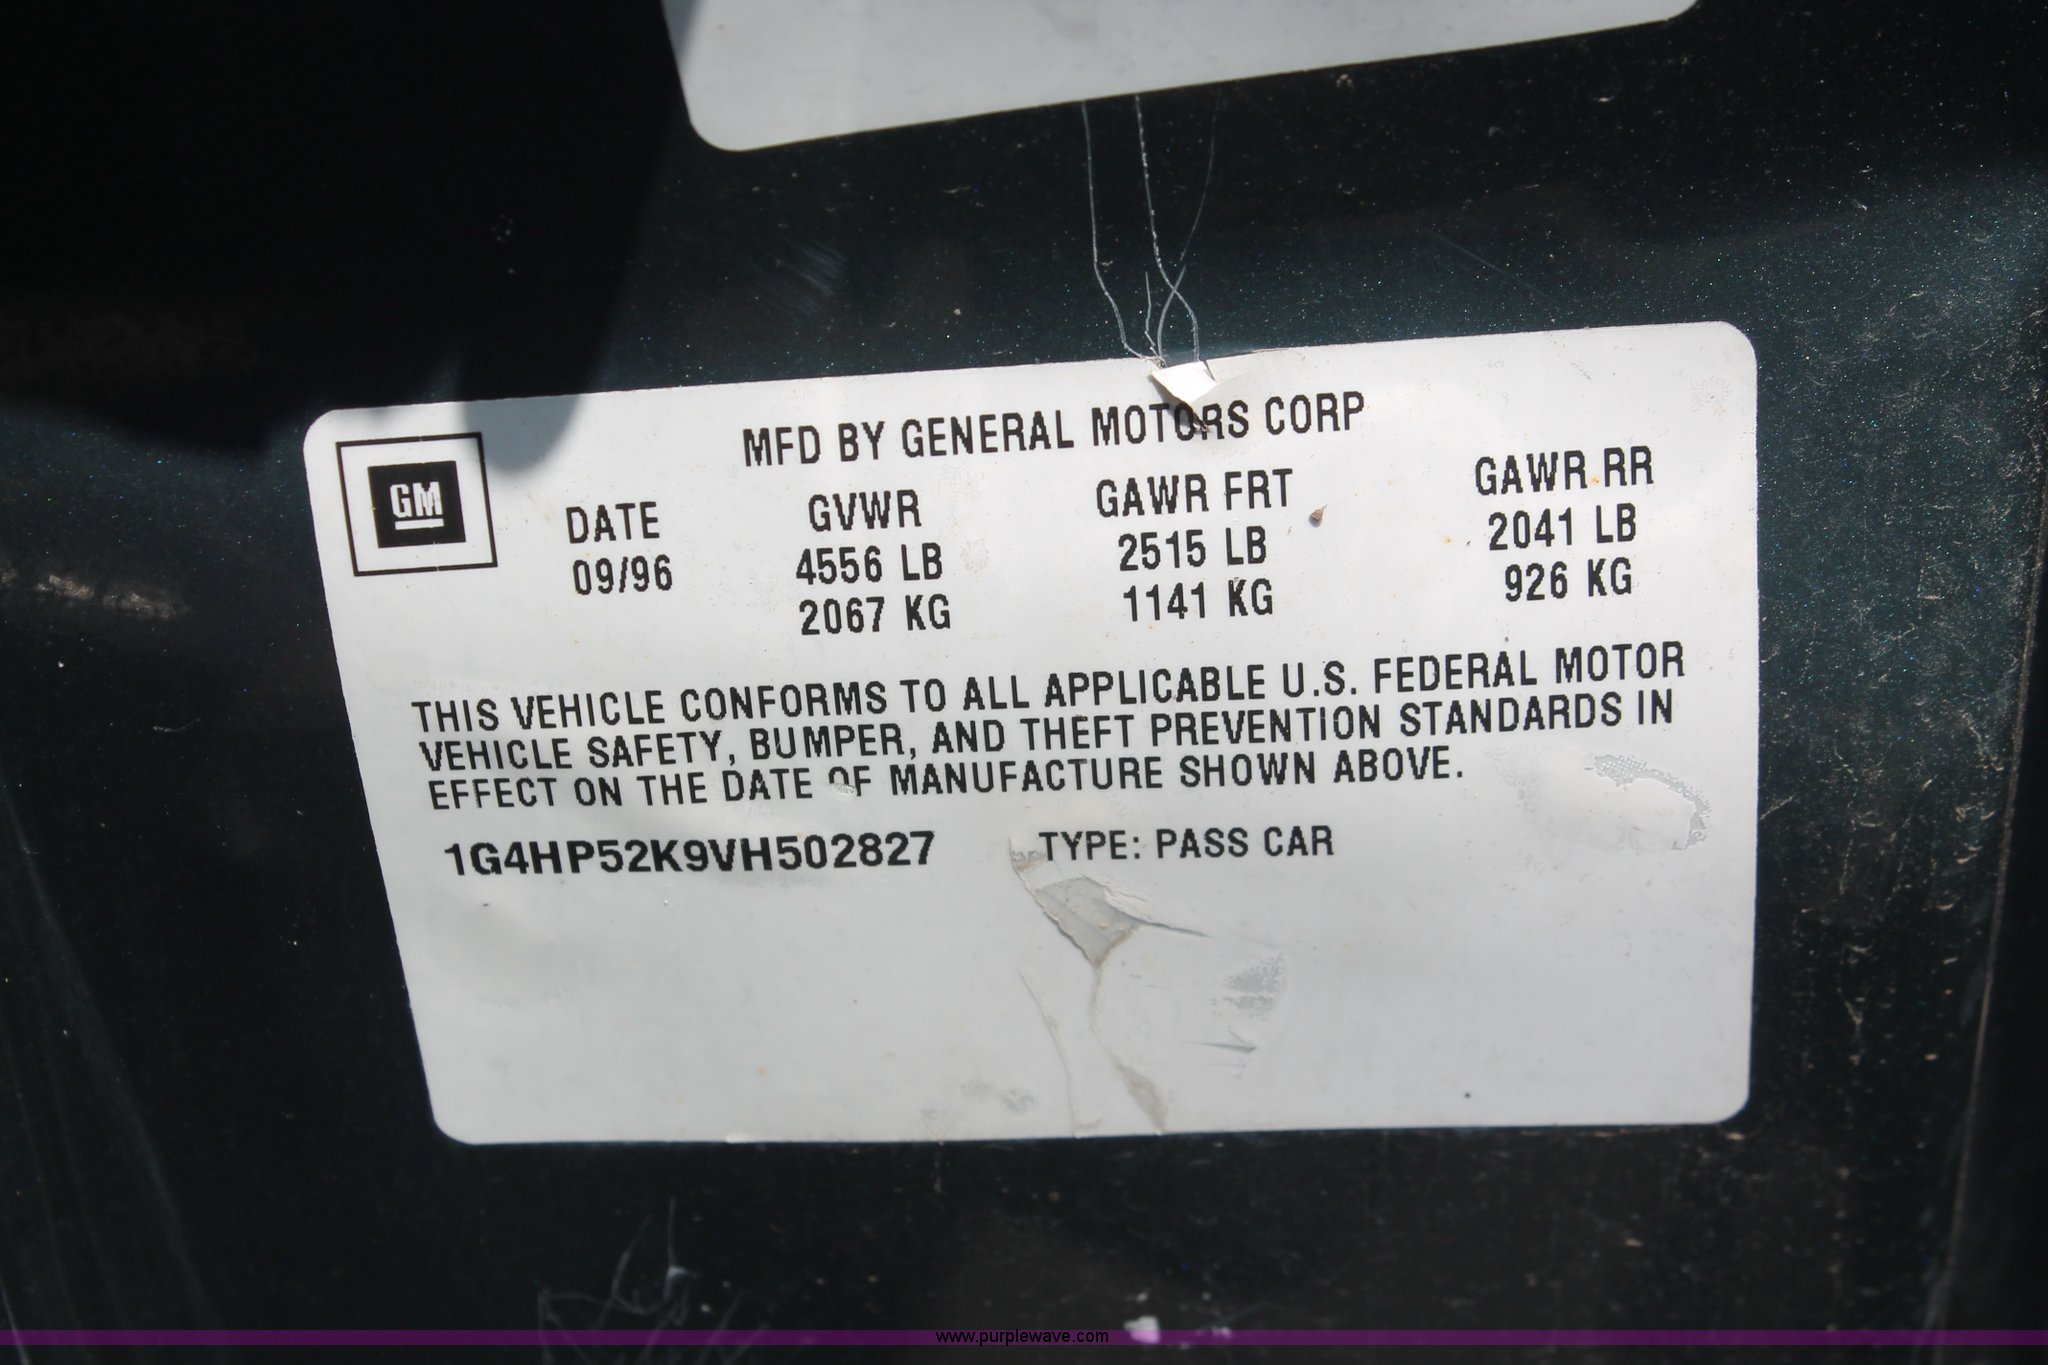 MFD BY GENERAL MOTORS CORP
GM
DATE GVWR GAWR FRT GAWR RR
09/96 4556 LB 2515 LB 2041 LB
2067 KG 1141 KG 926 KG
THIS VEHICLE CONFORMS TO ALL APPLICABLE U.S. FEDERAL MOTOR
VEHICLE SAFETY, BUMPER, AND THEFT PREVENTION STANDARDS IN
EFFECT ON THE DATE OF MANUFACTURE SHOWN ABOVE.
1G4HP52K9VH502827 TYPE: PASS CAR
www.purplewave.com